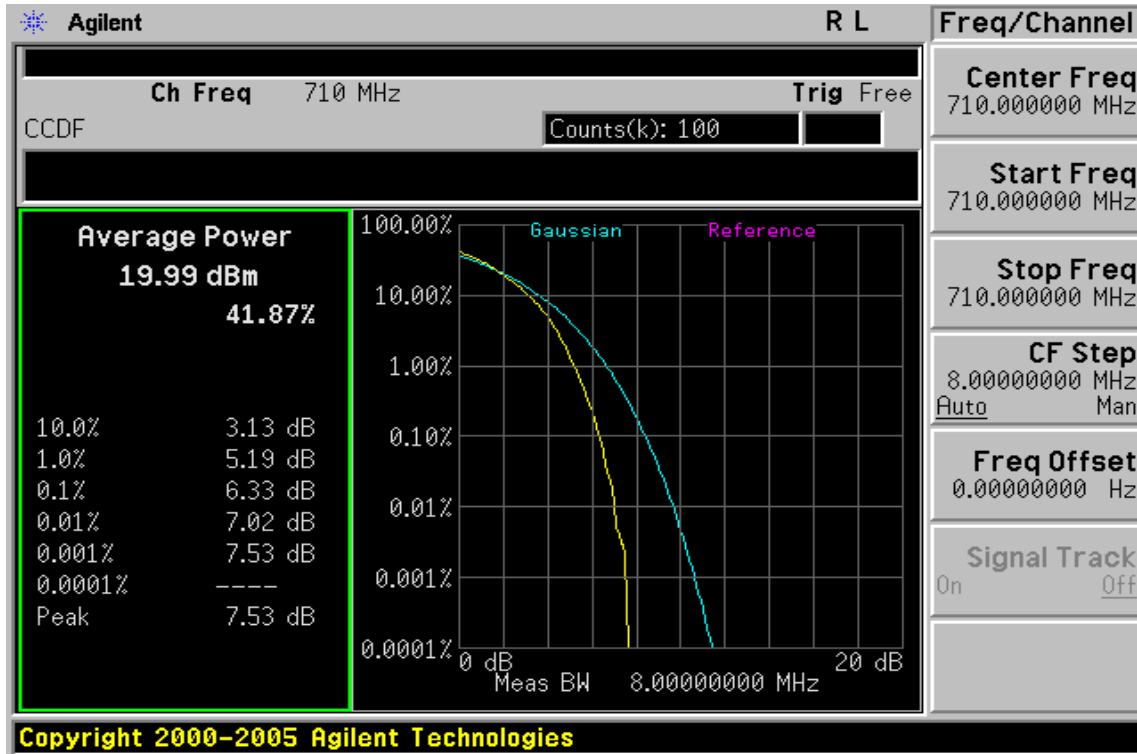 Agilent R L Freq/Channel
Ch Freq 710 MHz Trig Free
CCDF Counts(k): 100
Average Power
19.99 dBm
41.87%
10.0% 3.13 dB
1.0% 5.19 dB
0.1% 6.33 dB
0.01% 7.02 dB
0.001% 7.53 dB
0.0001% ----
Peak 7.53 dB
Gaussian Reference
100.00%
10.00%
1.00%
0.10%
0.01%
0.001%
0.0001%
0 dB 20 dB
Meas BW 8.00000000 MHz
Center Freq
710.000000 MHz
Start Freq
710.000000 MHz
Stop Freq
710.000000 MHz
CF Step
8.00000000 MHz
Auto Man
Freq Offset
0.00000000 Hz
Signal Track
On Off
Copyright 2000-2005 Agilent Technologies